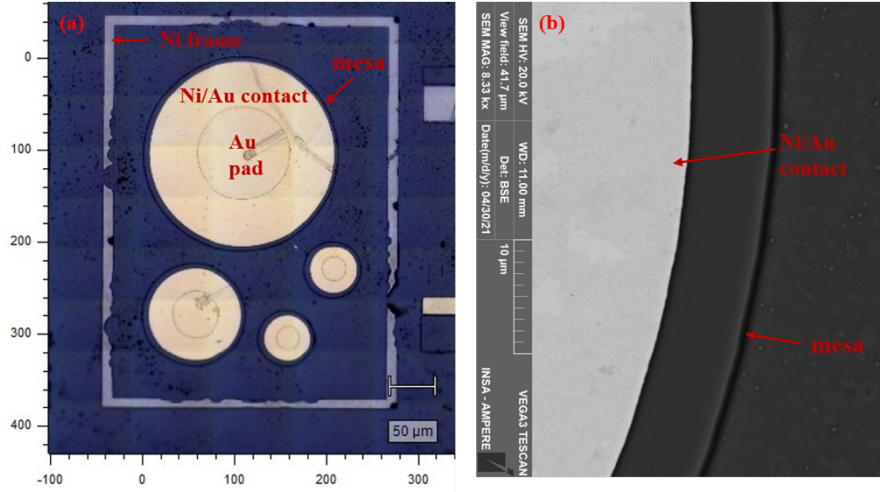 (a)
Ni frame
mesa
Ni/Au contact
Au
pad
0
100
200
300
400
-100
0
100
200
300
50 µm
(b)
SEM HV: 20.0 kV
WD: 11.00 mm
VEGA3 TESCAN
View field: 41.7 µm
Det: BSE
10 µm
SEM MAG: 8.33 kx
Date(m/d/y): 04/30/21
INSA - AMPERE
Ni/Au
contact
mesa